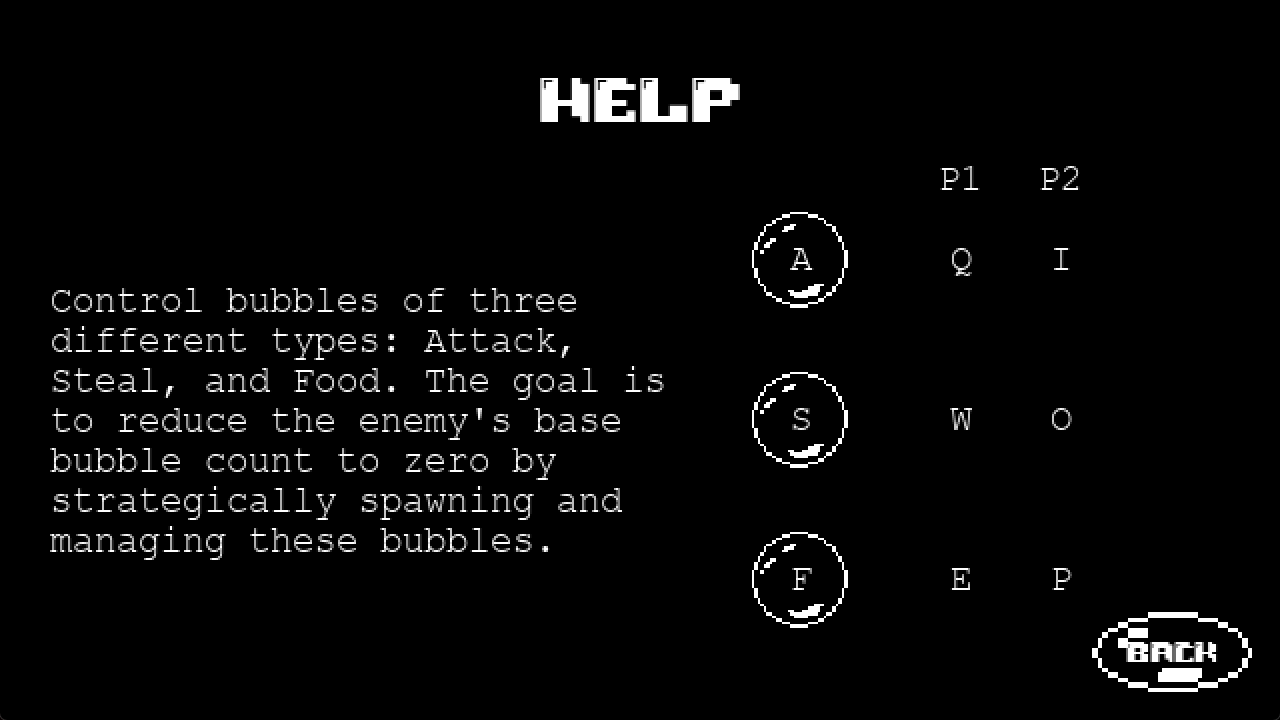 HELP
P1 P2
A Q I
Control bubbles of three
different types: Attack,
Steal, and Food. The goal is
to reduce the enemy's base
bubble count to zero by
strategically spawning and
managing these bubbles.
S W O
F E P
BACK